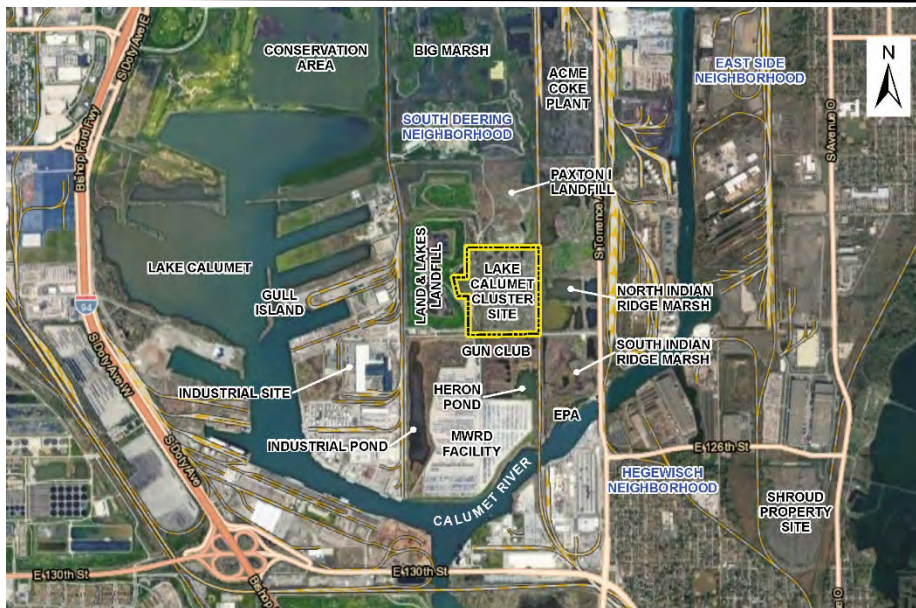 S Doty Ave E
CONSERVATION
AREA
BIG MARSH
ACME
COKE
PLANT
EAST SIDE
NEIGHBORHOOD
N
Bishop Ford Fwy
SOUTH DEERING
NEIGHBORHOOD
S Avenue O
PAXTON I
LANDFILL
S Torrence A
LAKE CALUMET
LAND & LAKES
LANDFILL
LAKE
CALUMET
CLUSTER
SITE
94
GULL
ISLAND
NORTH INDIAN
RIDGE MARSH
GUN CLUB
SOUTH INDIAN
RIDGE MARSH
S Doty Ave W
INDUSTRIAL SITE
HERON
POND
EPA
INDUSTRIAL POND
MWRD
FACILITY
E 126th St
S Doty Ave
HEGEWISCH
NEIGHBORHOOD
SHROUD
PROPERTY
SITE
CALUMET RIVER
E 130th St
E 130th St
Bishop
O